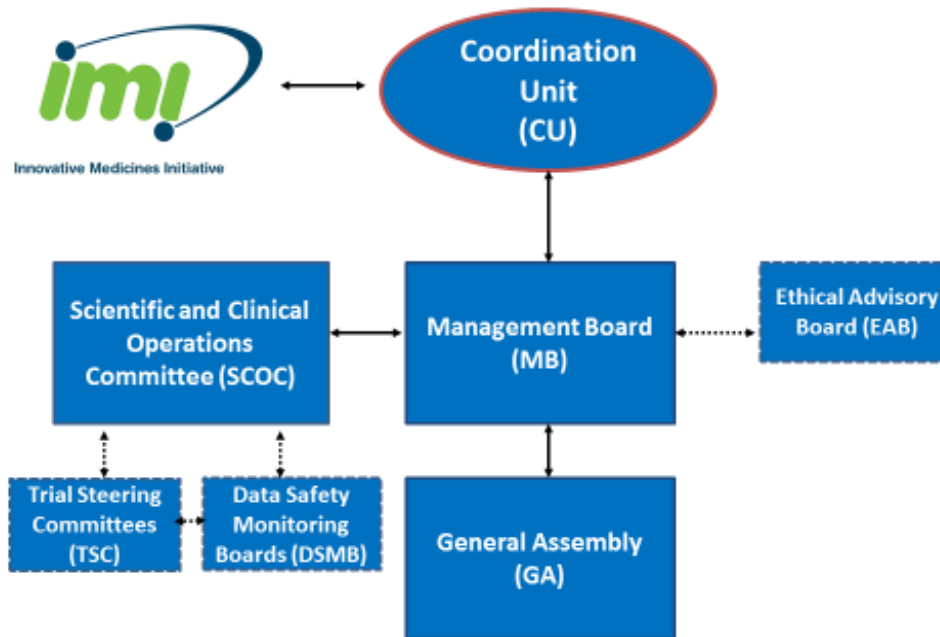 imi
Innovative Medicines Initiative
Coordination
Unit
(CU)
Scientific and Clinical
Operations
Committee (SCOC)
Management Board
(MB)
Ethical Advisory
Board (EAB)
Trial Steering
Committees
(TSC)
Data Safety
Monitoring
Boards (DSMB)
General Assembly
(GA)